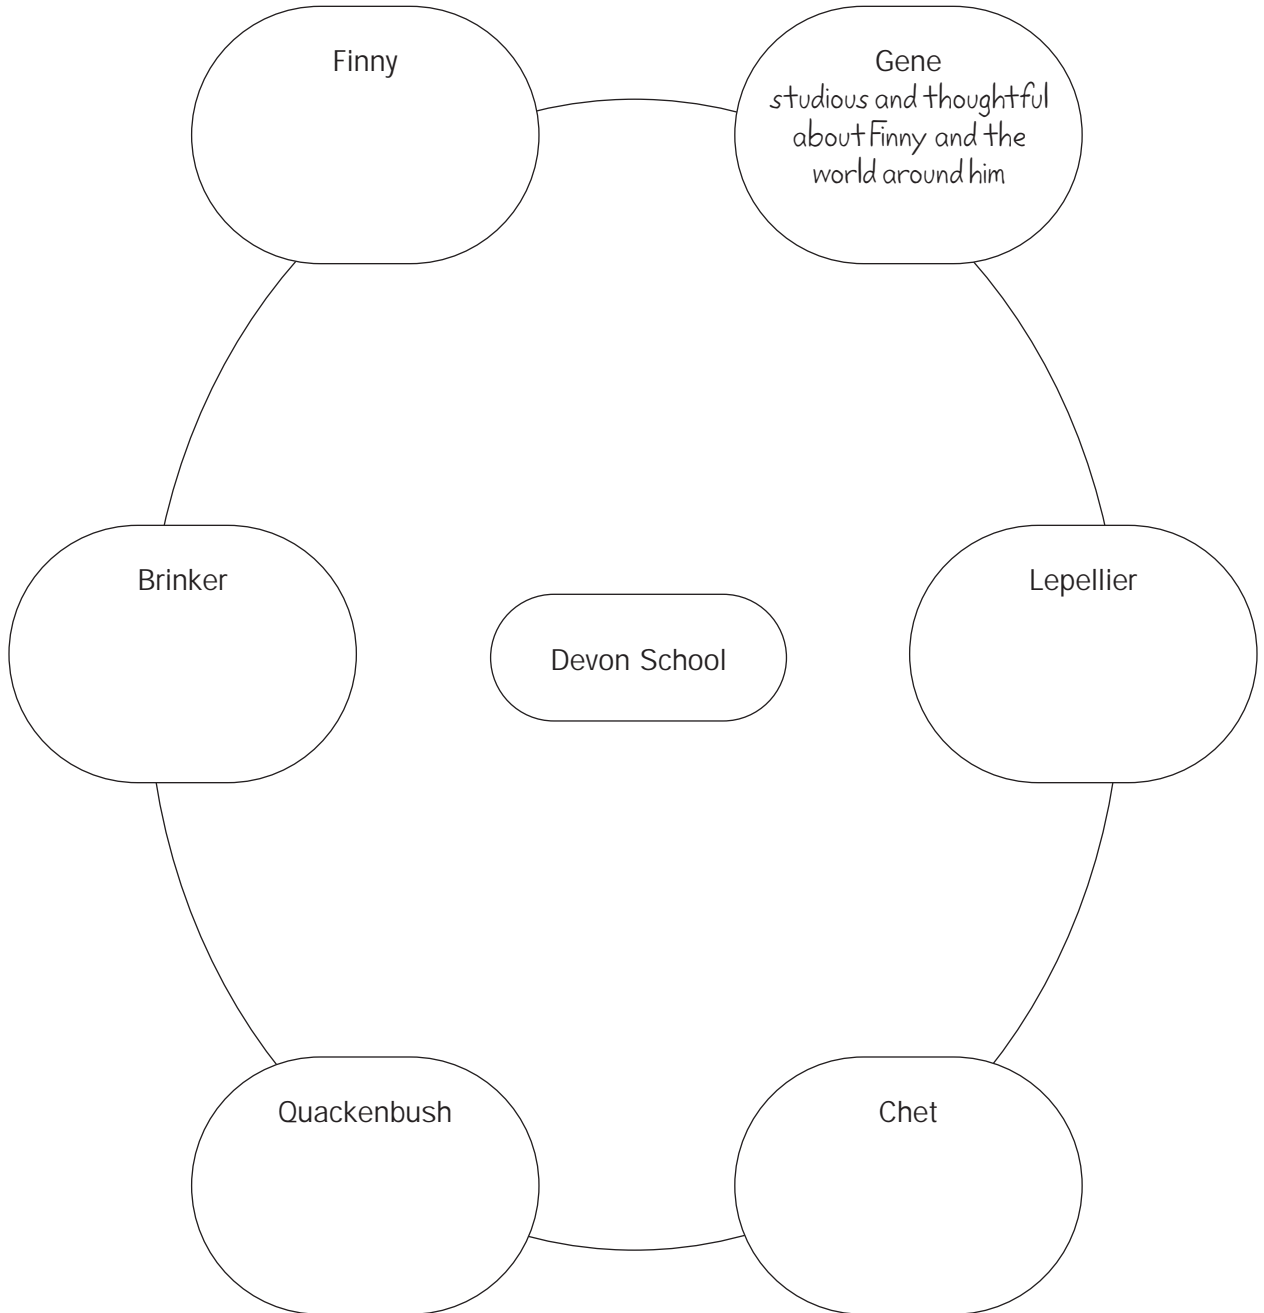 Finny
Gene
studious and thoughtful
about Finny and the
world around him
Brinker
Lepellier
Devon School
Quackenbush
Chet